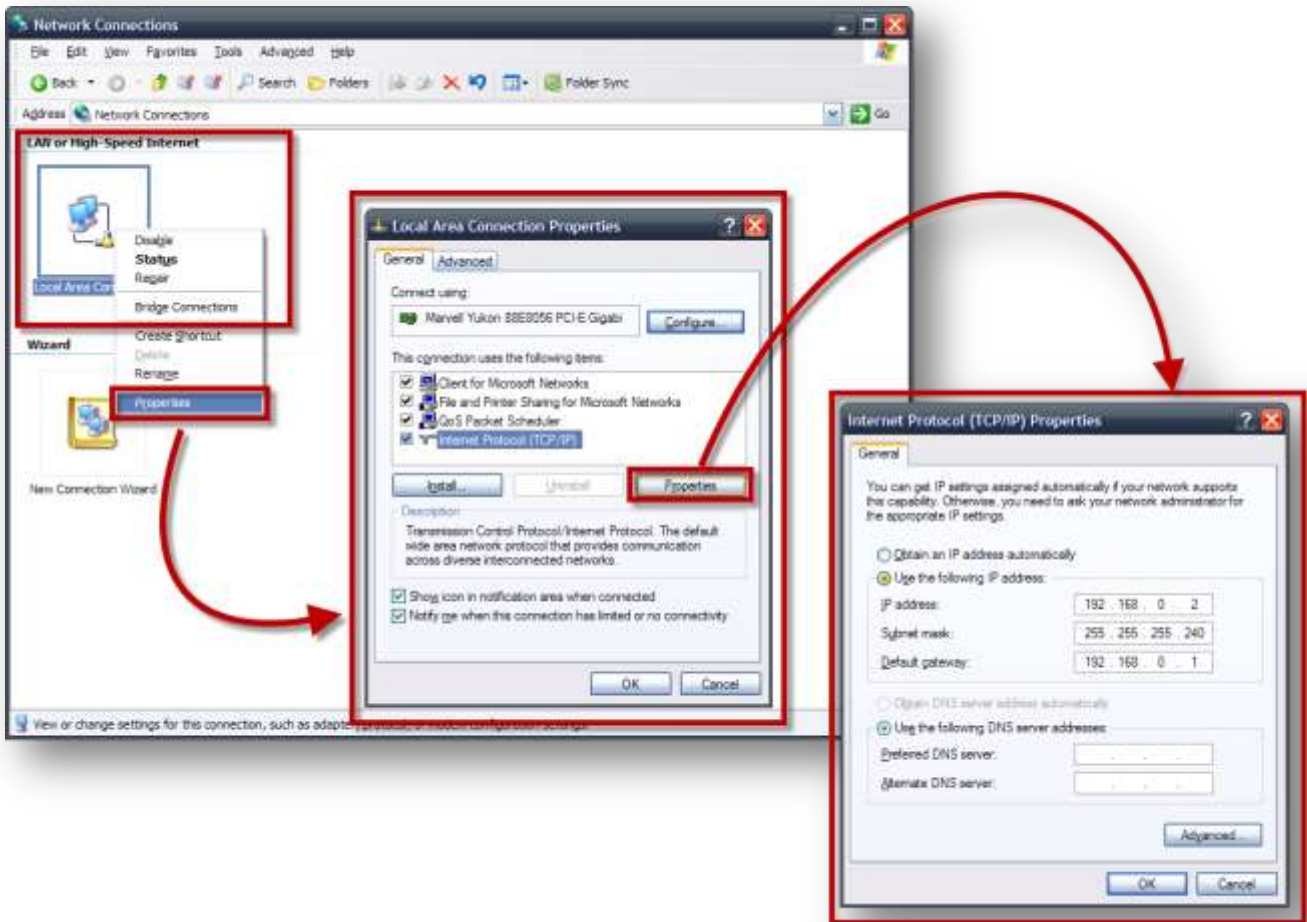 Network Connections
File Edit View Favorites Tools Advanced Help
Back Search Folders Folder Sync
Address Network Connections Go
LAN or High-Speed Internet
Local Area Con
Disable
Status
Repair
Bridge Connections
Create Shortcut
Delete
Rename
Properties
Wizard
New Connection Wizard
View or change settings for this connection, such as adapter, protocol, or modem configuration settings.
Local Area Connection Properties
General Advanced
Connect using:
Marvell Yukon 88E8056 PCI-E Gigabi Configure...
This connection uses the following items:
Client for Microsoft Networks
File and Printer Sharing for Microsoft Networks
QoS Packet Scheduler
Internet Protocol (TCP/IP)
Install... Uninstall Properties
Description
Transmission Control Protocol/Internet Protocol. The default
wide area network protocol that provides communication
across diverse interconnected networks.
Show icon in notification area when connected
Notify me when this connection has limited or no connectivity
OK Cancel
Internet Protocol (TCP/IP) Properties
General
You can get IP settings assigned automatically if your network supports
this capability. Otherwise, you need to ask your network administrator for
the appropriate IP settings.
Obtain an IP address automatically
Use the following IP address:
IP address: 192 . 168 . 0 . 2
Subnet mask: 255 . 255 . 255 . 240
Default gateway: 192 . 168 . 0 . 1
Obtain DNS server address automatically
Use the following DNS server addresses:
Preferred DNS server: . . .
Alternate DNS server: . . .
Advanced...
OK Cancel